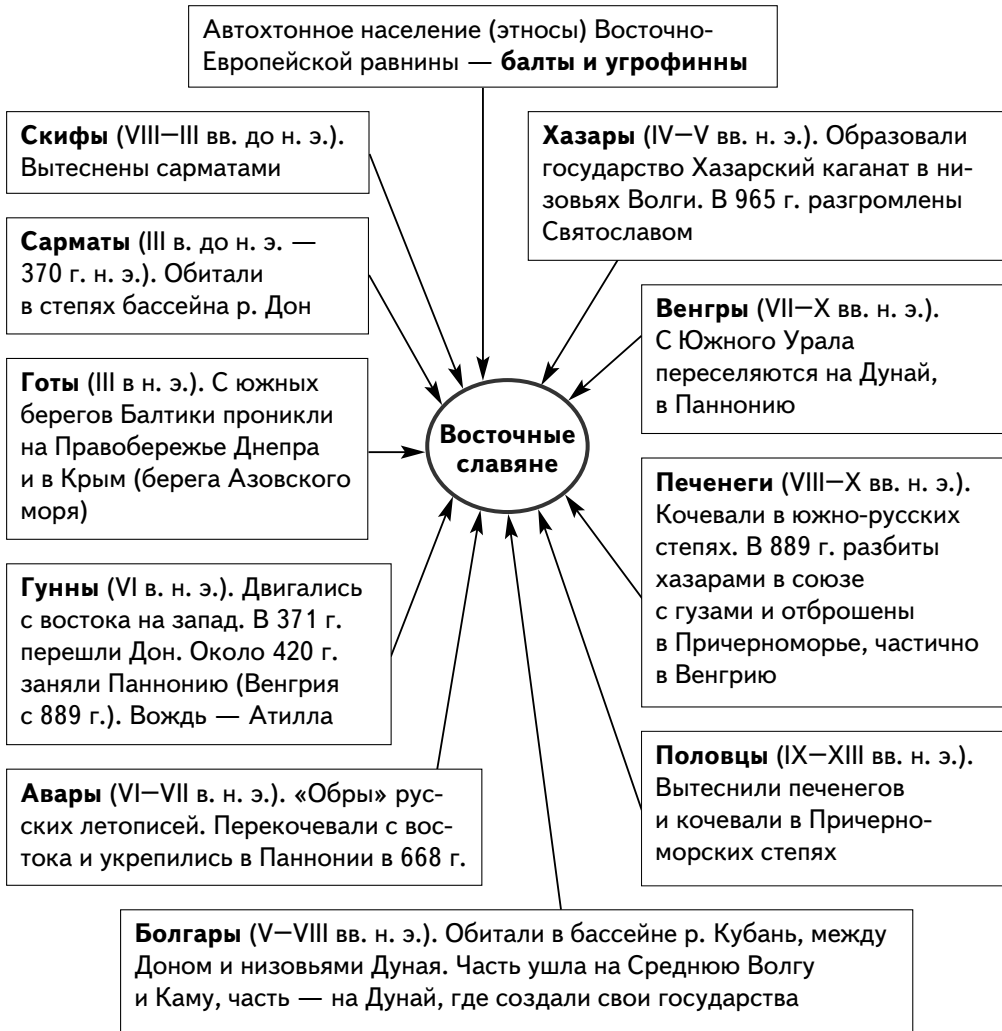 Автохтонное население (этносы) Восточно-
Европейской равнины — балты и угрофинны
Скифы (VIII—III вв. до н. э.).
Вытеснены сарматами
Сарматы (III в. до н. э. —
370 г. н. э.). Обитали
в степях бассейна р. Дон
Готы (III в н. э.). С южных
берегов Балтики проникли
на Правобережье Днепра
и в Крым (берега Азовского
моря)
Гунны (VI в. н. э.). Двигались
с востока на запад. В 371 г.
перешли Дон. Около 420 г.
заняли Паннонию (Венгрия
с 889 г.). Вождь — Атилла
Авары (VI—VII в. н. э.). «Обры» рус-
ских летописей. Перекочевали с вос-
тока и укрепились в Паннонии в 668 г.
Восточные
славяне
Хазары (IV—V вв. н. э.). Образовали
государство Хазарский каганат в ни-
зовьях Волги. В 965 г. разгромлены
Святославом
Венгры (VII—X вв. н. э.).
С Южного Урала
переселяются на Дунай,
в Паннонию
Печенеги (VIII—X вв. н. э.).
Кочевали в южно-русских
степях. В 889 г. разбиты
хазарами в союзе
с гузами и отброшены
в Причерноморье, частично
в Венгрию
Половцы (IX—XIII вв. н. э.).
Вытеснили печенегов
и кочевали в Причерно-
морских степях
Болгары (V—VIII вв. н. э.). Обитали в бассейне р. Кубань, между
Доном и низовьями Дуная. Часть ушла на Среднюю Волгу
и Каму, часть — на Дунай, где создали свои государства